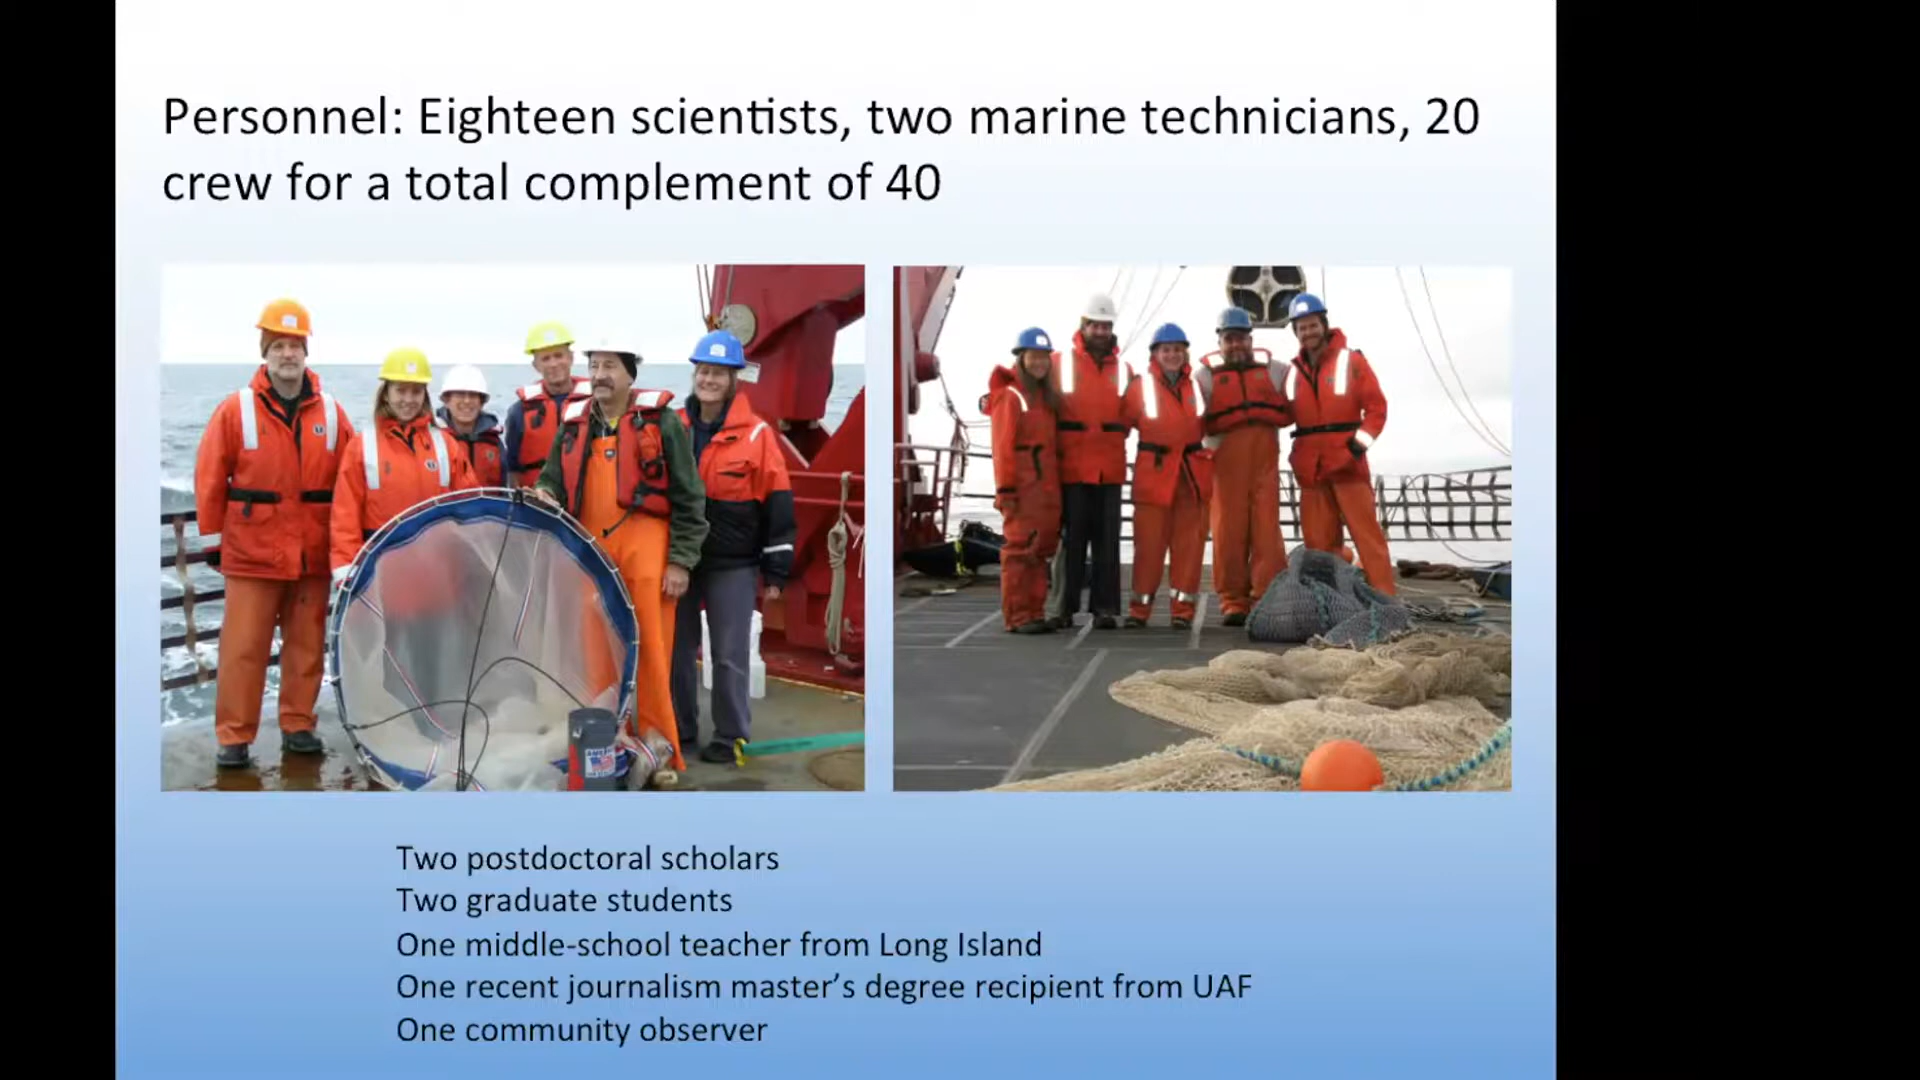 Personnel: Eighteen scientists, two marine technicians, 20
crew for a total complement of 40
Two postdoctoral scholars
Two graduate students
One middle-school teacher from Long Island
One recent journalism master’s degree recipient from UAF
One community observer